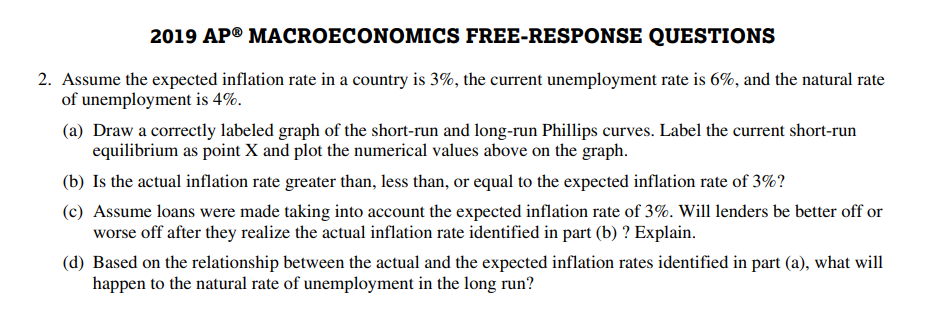 2019 AP® MACROECONOMICS FREE-RESPONSE QUESTIONS
2. Assume the expected inflation rate in a country is 3%, the current unemployment rate is 6%, and the natural rate
of unemployment is 4%.
(a) Draw a correctly labeled graph of the short-run and long-run Phillips curves. Label the current short-run
equilibrium as point X and plot the numerical values above on the graph.
(b) Is the actual inflation rate greater than, less than, or equal to the expected inflation rate of 3%?
(c) Assume loans were made taking into account the expected inflation rate of 3%. Will lenders be better off or
worse off after they realize the actual inflation rate identified in part (b) ? Explain.
(d) Based on the relationship between the actual and the expected inflation rates identified in part (a), what will
happen to the natural rate of unemployment in the long run?